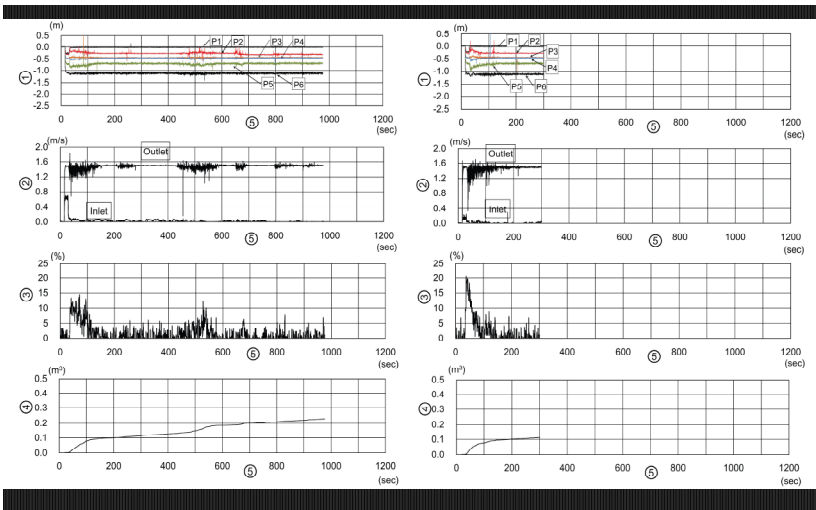 (m)
0.5
0.0
-0.5
-1.0
-1.5
-2.0
-2.5
①
P1 P2 P3 P4
P5 P6
0 200 400 600 800 1000 1200
⑤
(sec)
(m/s)
2.0
1.6
1.2
0.8
0.4
0.0
②
Outlet
Inlet
0 200 400 600 800 1000 1200
⑤
(sec)
(%)
25
20
15
10
5
0
③
0 200 400 600 800 1000 1200
⑤
(sec)
(m³)
0.5
0.4
0.3
0.2
0.1
0.0
④
0 200 400 600 800 1000 1200
⑤
(sec)
(m)
0.5
0.0
-0.5
-1.0
-1.5
-2.0
-2.5
①
P1 P2
P3
P4
P5 P6
0 200 400 600 800 1000 1200
⑤
(sec)
(m/s)
2.0
1.6
1.2
0.8
0.4
0.0
②
Outlet
Inlet
0 200 400 600 800 1000 1200
⑤
(sec)
(%)
25
20
15
10
5
0
③
0 200 400 600 800 1000 1200
⑤
(sec)
(m³)
0.5
0.4
0.3
0.2
0.1
0.0
④
0 200 400 600 800 1000 1200
⑤
(sec)